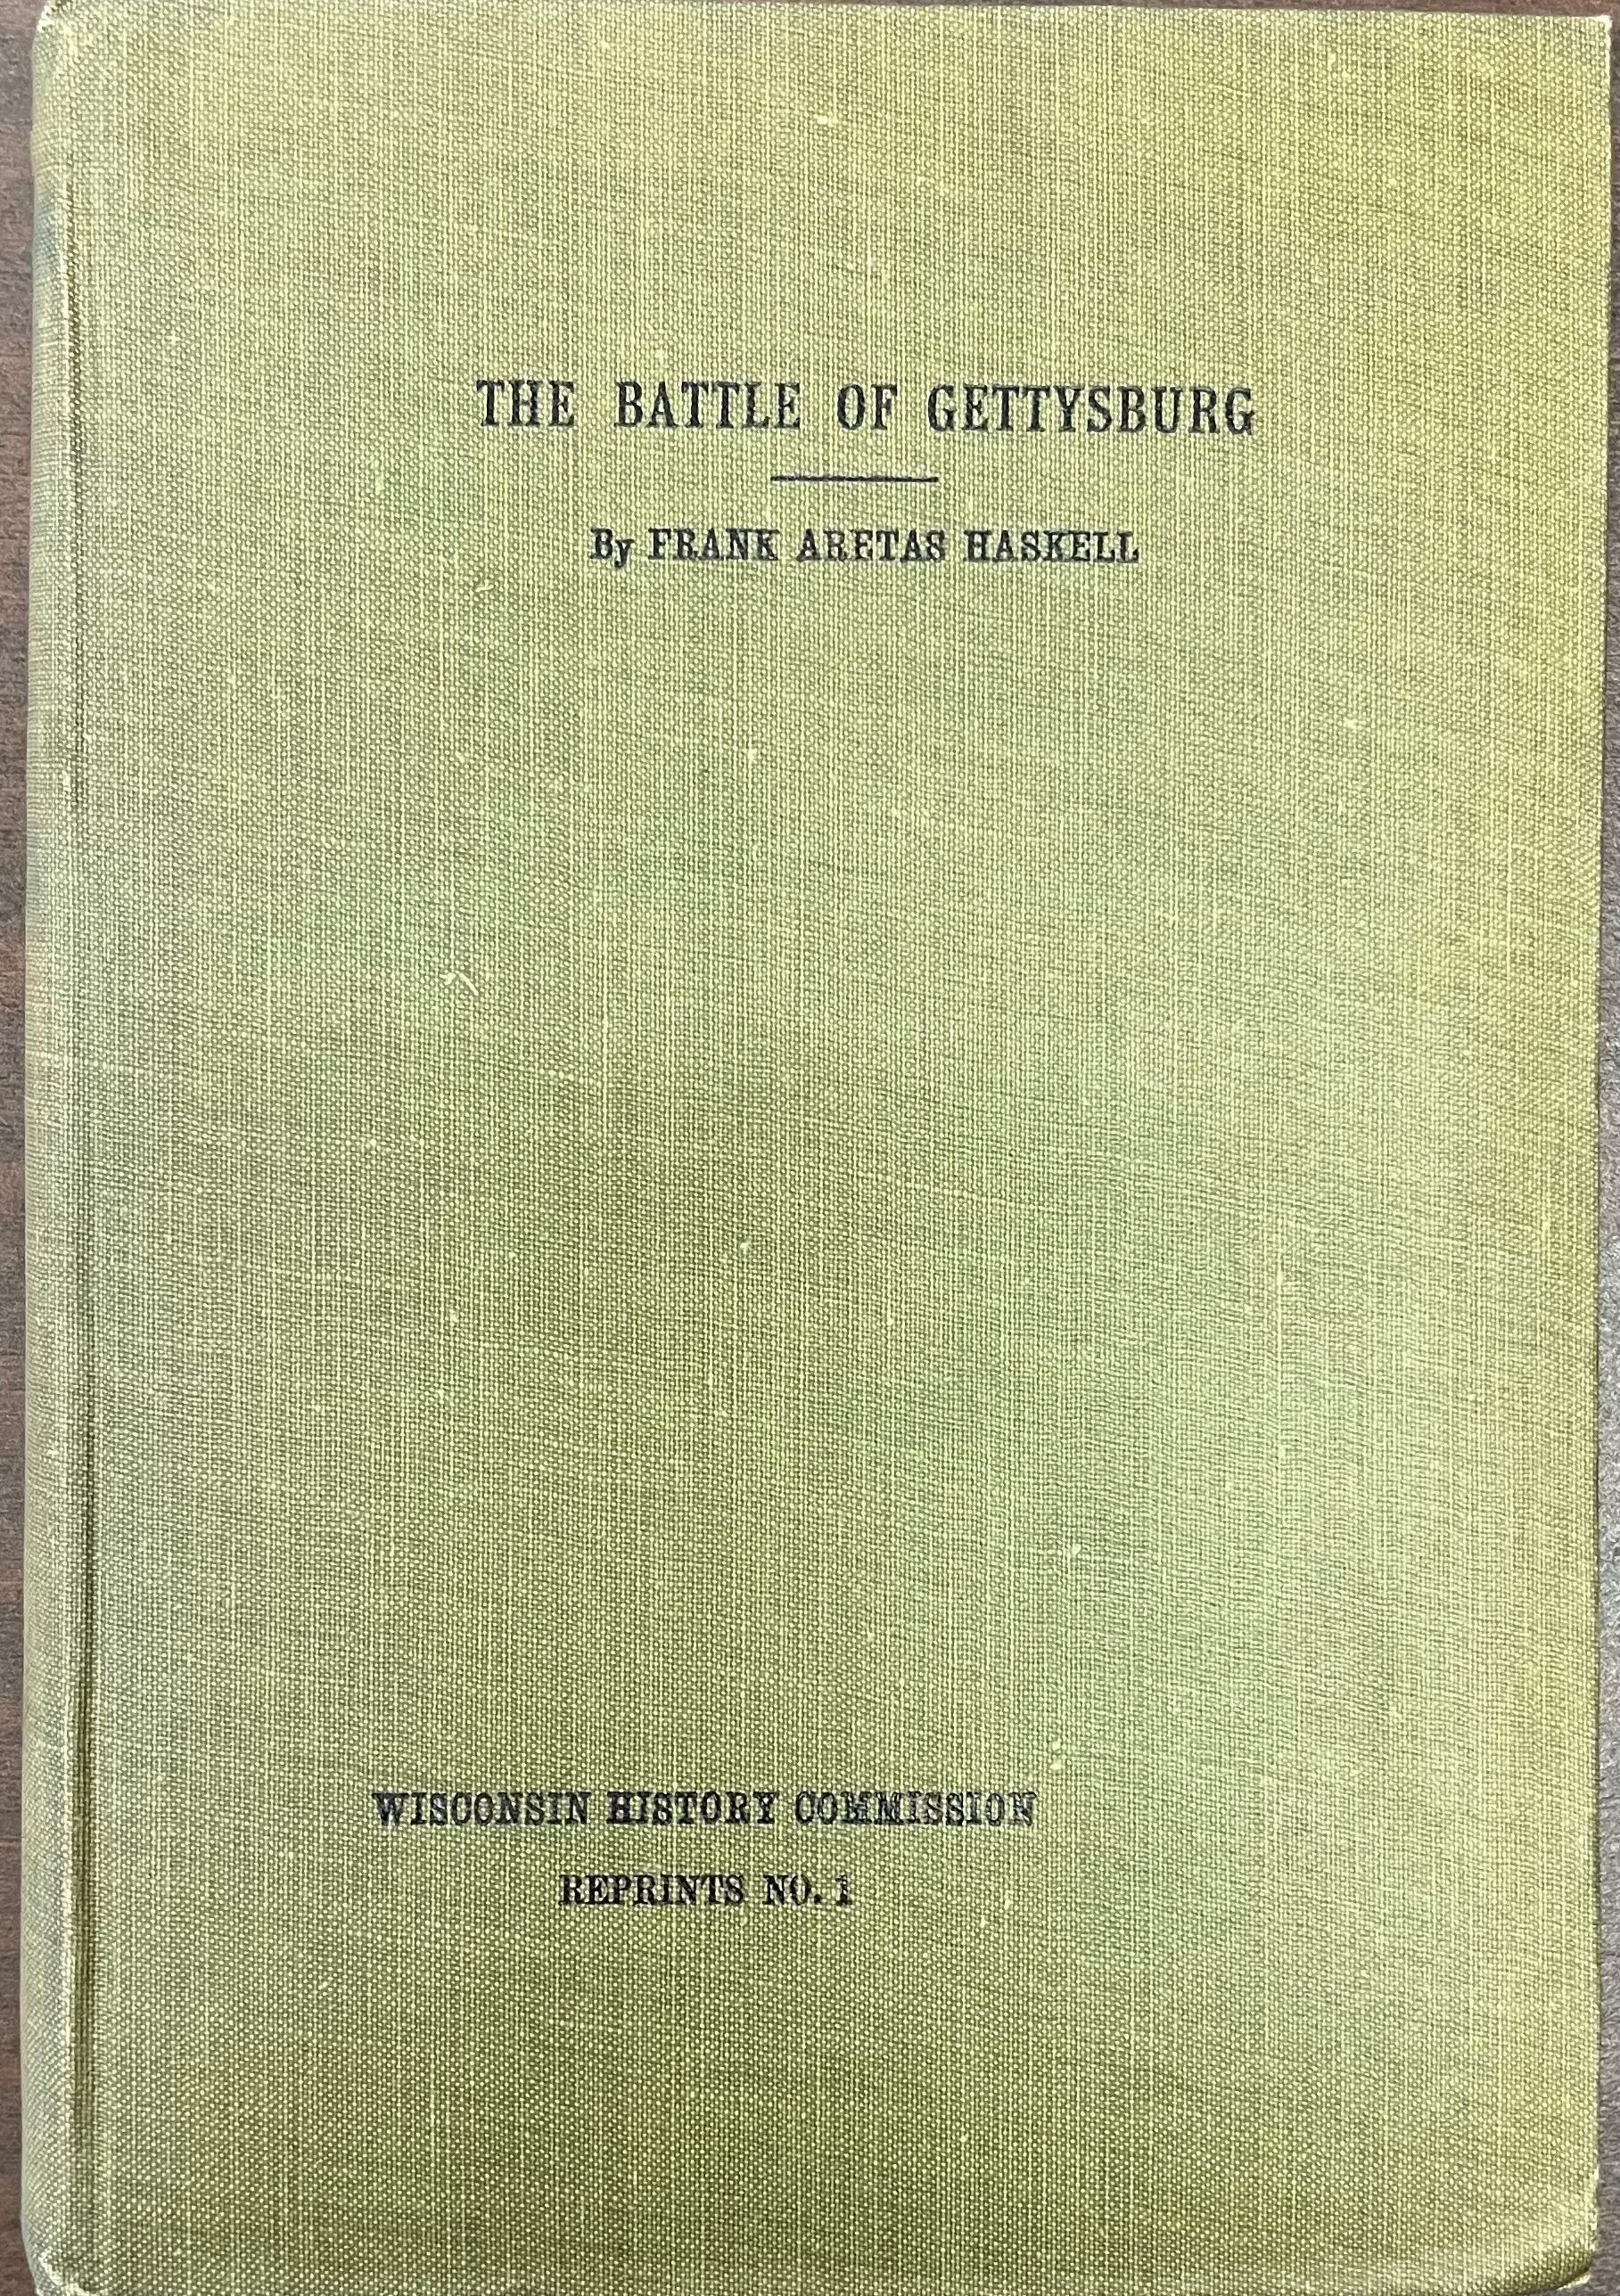 THE BATTLE OF GETTYSBURG
By FRANK ARETAS HASKELL
WISCONSIN HISTORY COMMISSION
REPRINTS NO. 1